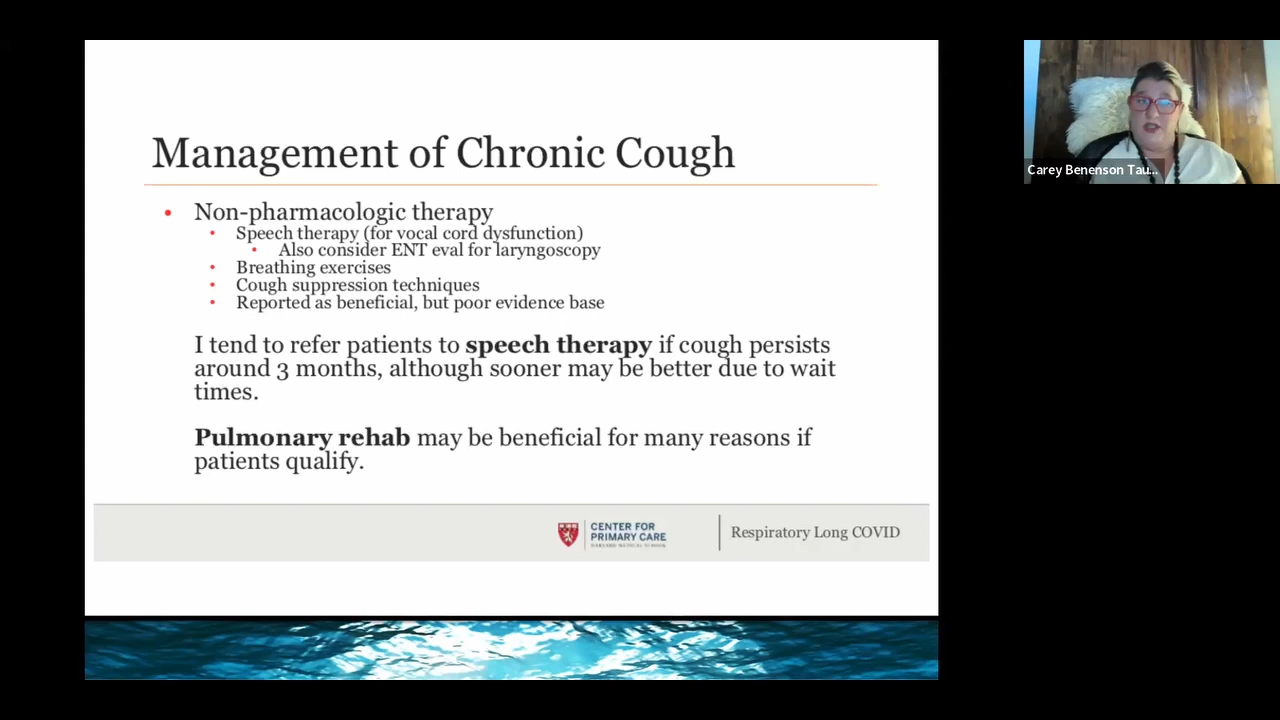 Management of Chronic Cough
• Non-pharmacologic therapy
• Speech therapy (for vocal cord dysfunction)
• Also consider ENT eval for laryngoscopy
• Breathing exercises
• Cough suppression techniques
• Reported as beneficial, but poor evidence base
I tend to refer patients to speech therapy if cough persists
around 3 months, although sooner may be better due to wait
times.
Pulmonary rehab may be beneficial for many reasons if
patients qualify.
CENTER FOR
PRIMARY CARE
HARVARD MEDICAL SCHOOL
Respiratory Long COVID
Carey Benenson Tau...